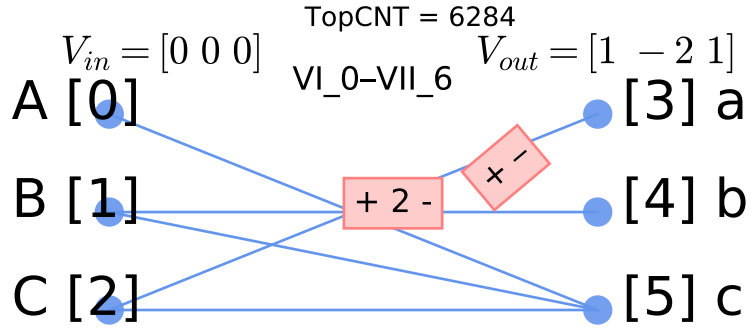 TopCNT = 6284
V_in = [0 0 0]
V_out = [1 −2 1]
VI_0–VII_6
A [0]
[3] a
+ -
B [1]
+ 2 -
[4] b
C [2]
[5] c